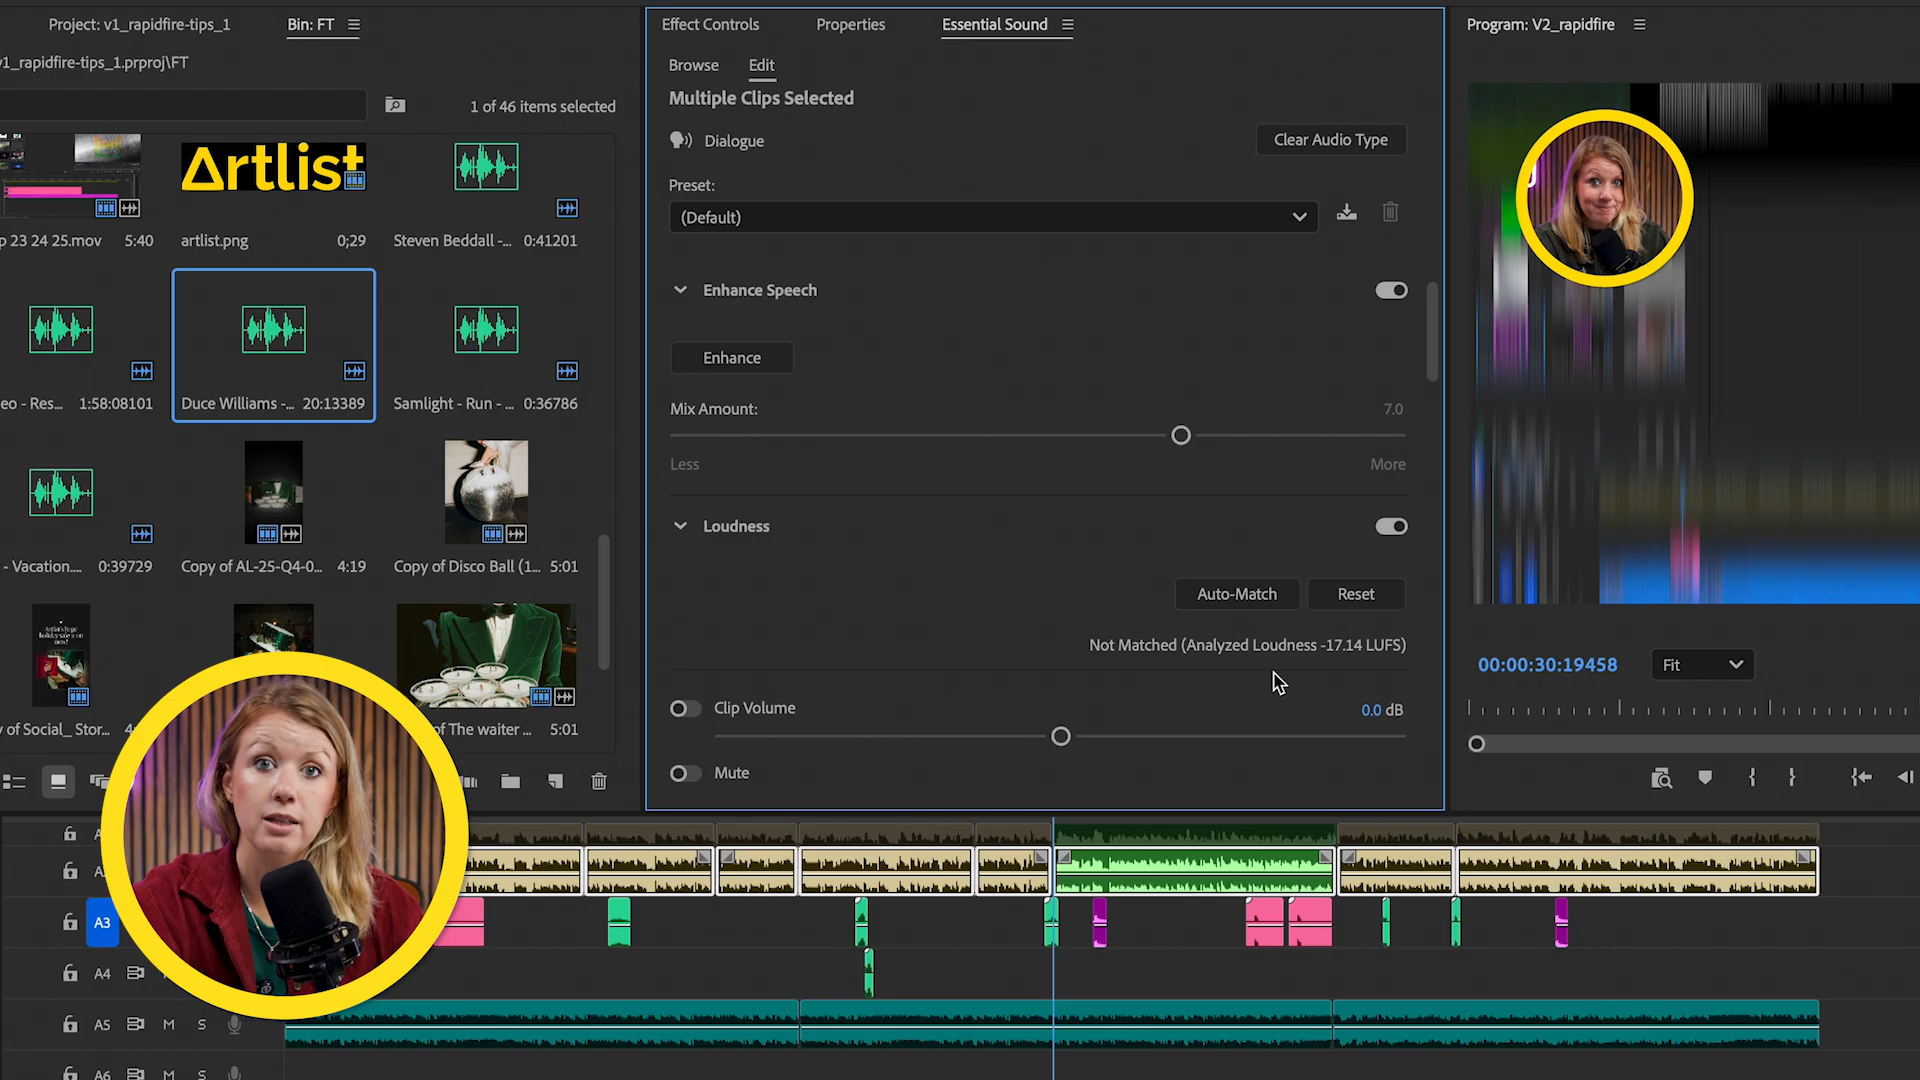 Project: v1_rapidfire-tips_1
Bin: FT
v1_rapidfire-tips_1.prproj\FT
1 of 46 items selected
Artlist
p 23 24 25.mov 5:40
artlist.png 0;29
Steven Beddall -... 0:41201
eo - Res... 1:58:08101
Duce Williams -... 20:13389
Samlight - Run - ... 0:36786
- Vacation.... 0:39729
Copy of AL-25-Q4-0... 4:19
Copy of Disco Ball (1... 5:01
y of Social_ Stor...
of The waiter ... 5:01
Effect Controls
Properties
Essential Sound
Browse
Edit
Multiple Clips Selected
Dialogue
Clear Audio Type
Preset:
(Default)
Enhance Speech
Enhance
Mix Amount:
7.0
Less
More
Loudness
Auto-Match
Reset
Not Matched (Analyzed Loudness -17.14 LUFS)
Clip Volume
0.0 dB
Mute
Program: V2_rapidfire
00:00:30:19458
Fit
A3
A4
A5 M S
A6 M S